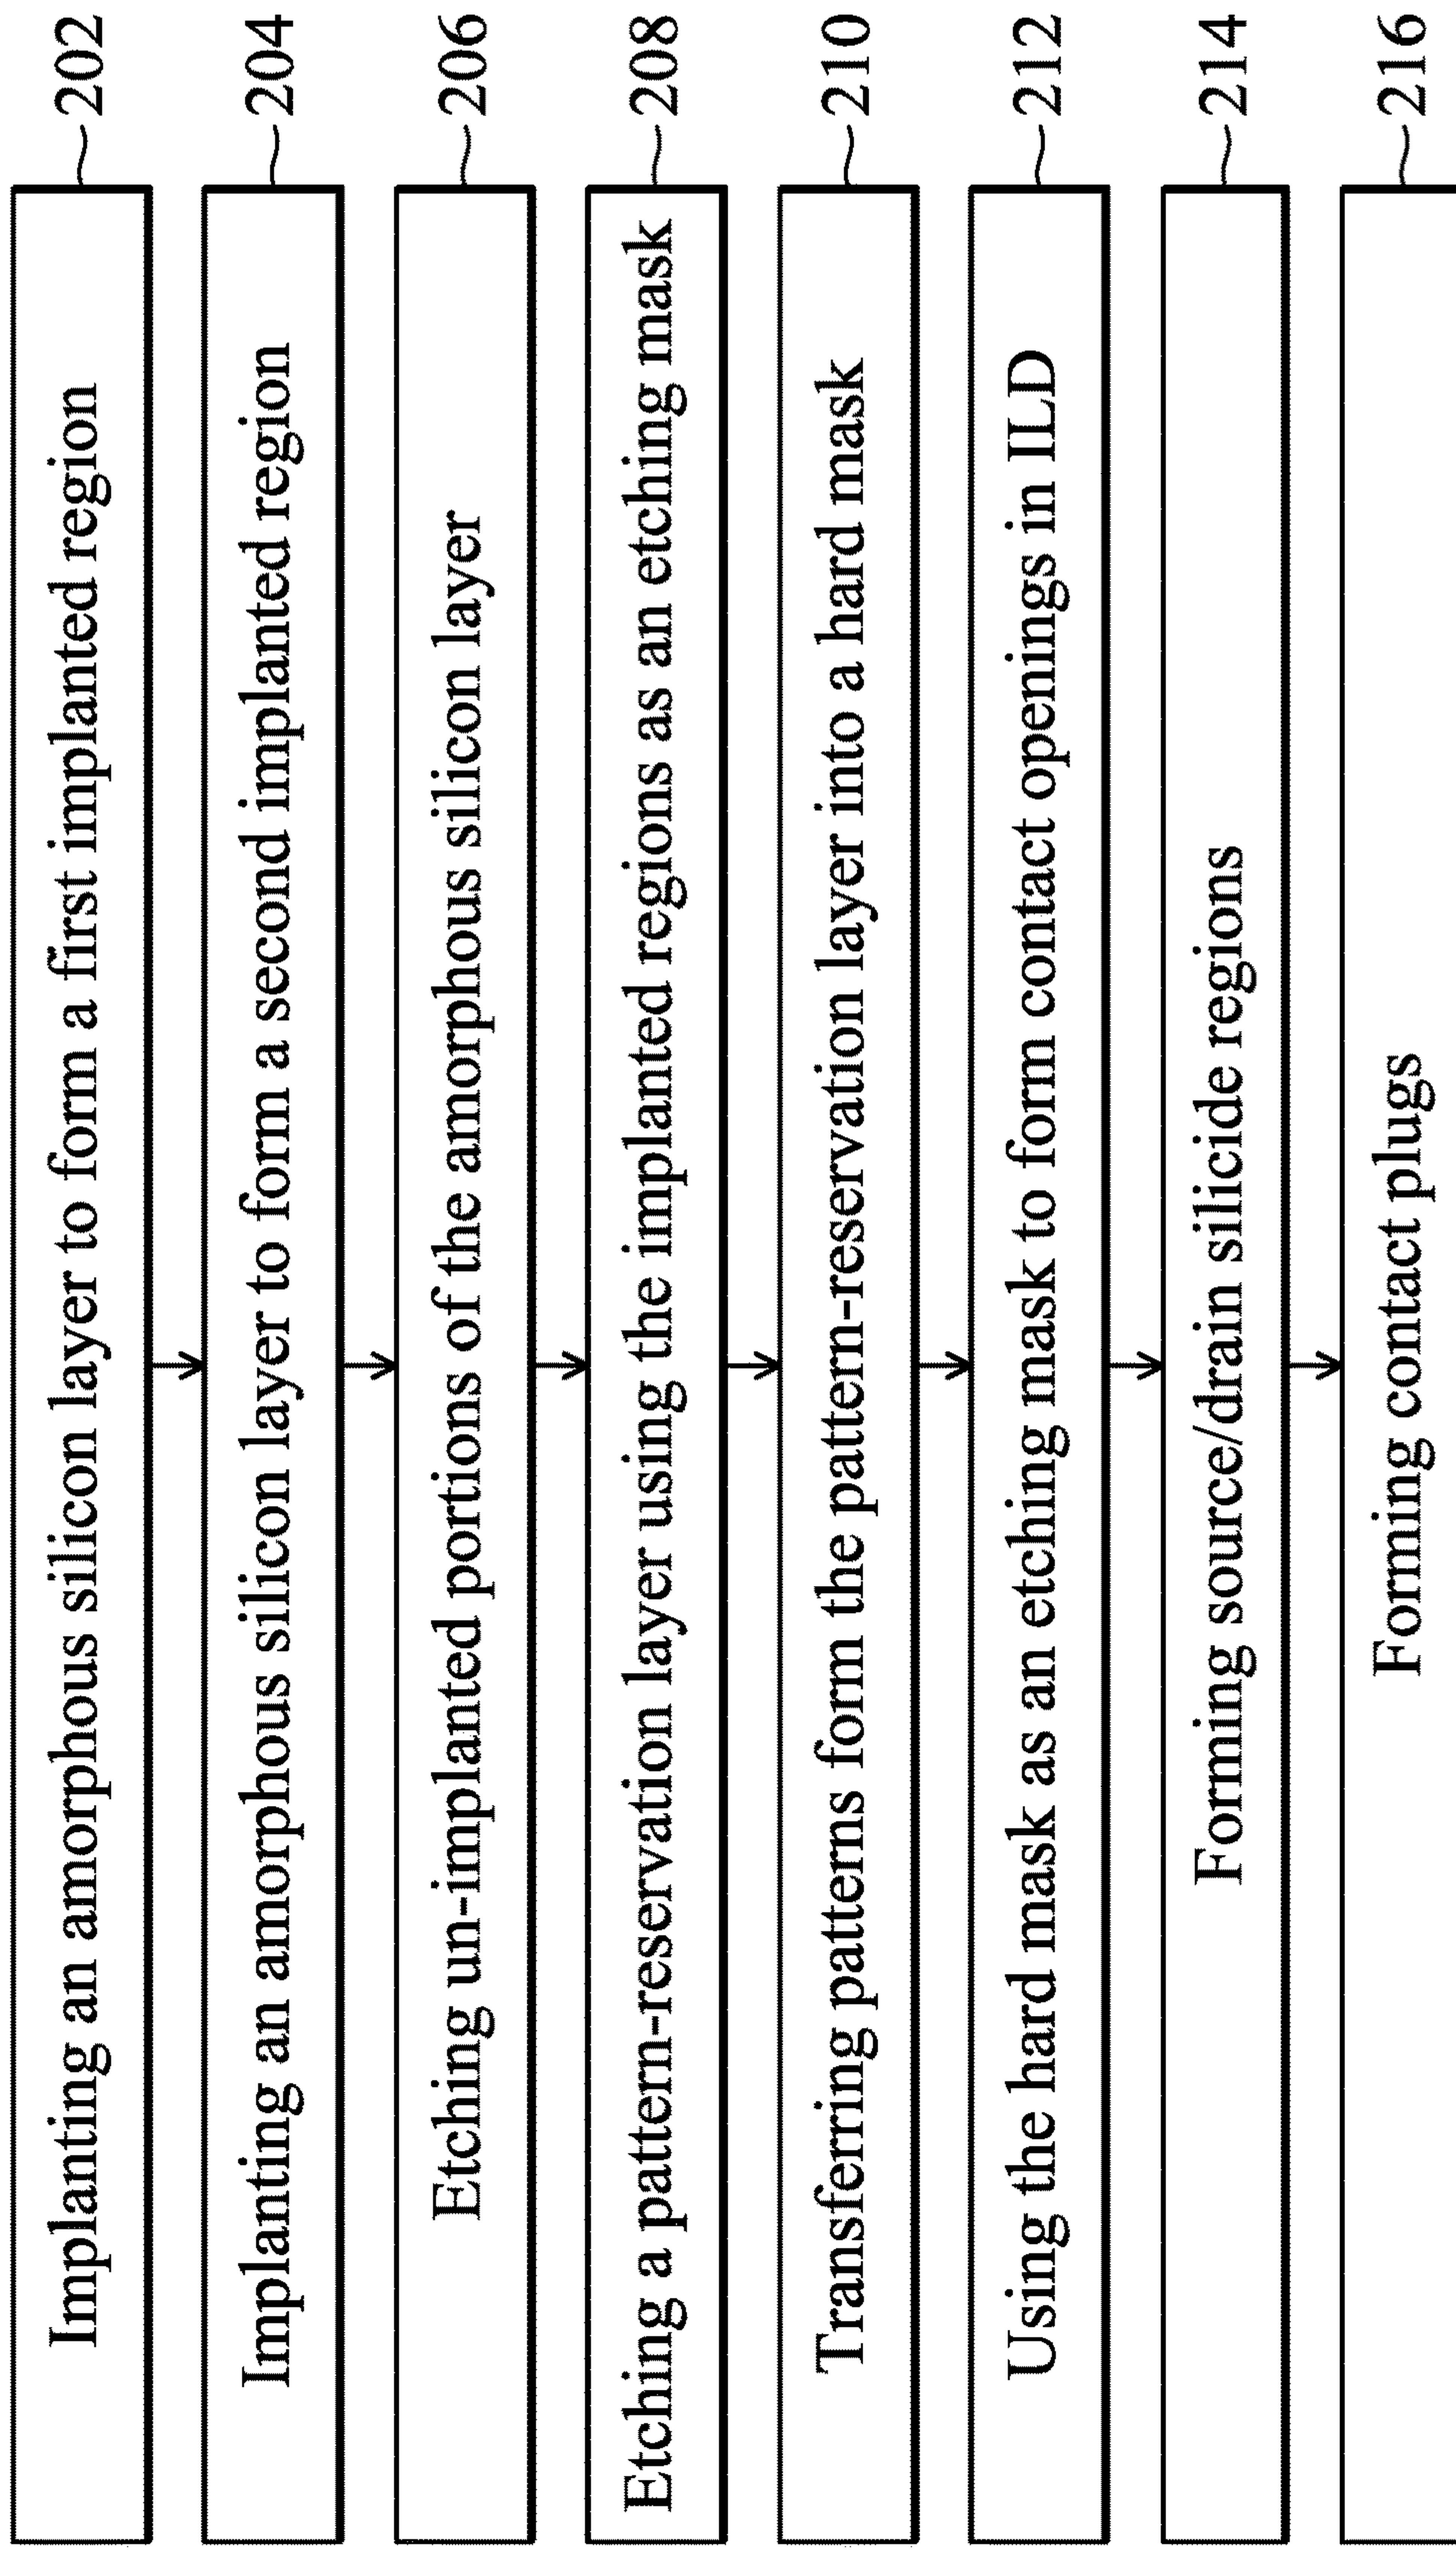 Implanting an amorphous silicon layer to form a first implanted region 202
Implanting an amorphous silicon layer to form a second implanted region 204
Etching un-implanted portions of the amorphous silicon layer 206
Etching a pattern-reservation layer using the implanted regions as an etching mask 208
Transferring patterns form the pattern-reservation layer into a hard mask 210
Using the hard mask as an etching mask to form contact openings in ILD 212
Forming source/drain silicide regions 214
Forming contact plugs 216